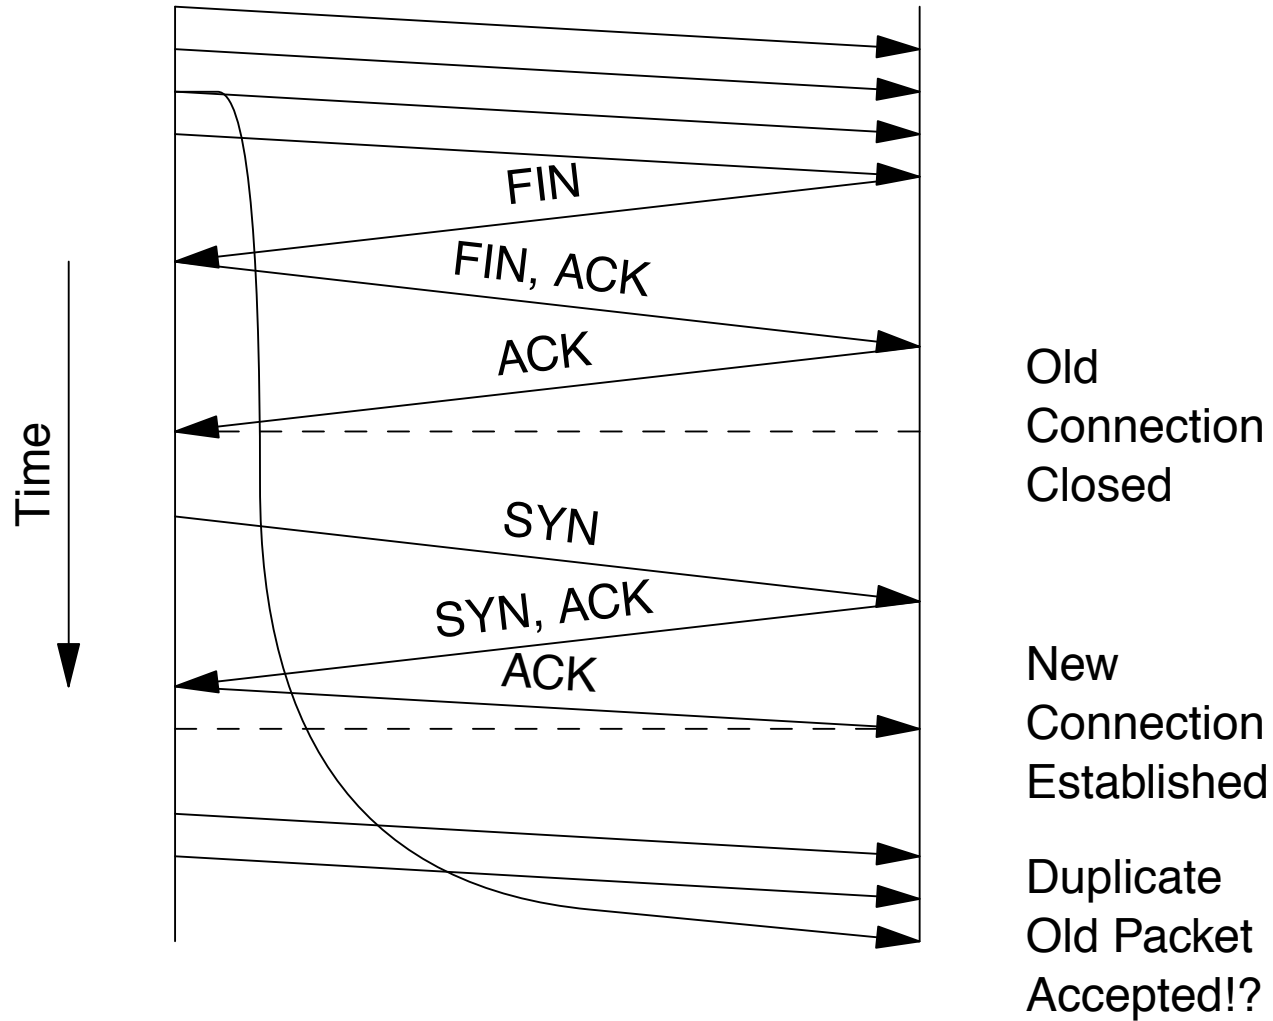 FIN
FIN, ACK
ACK
Old
Connection
Closed
Time
SYN
SYN, ACK
ACK
New
Connection
Established
Duplicate
Old Packet
Accepted!?